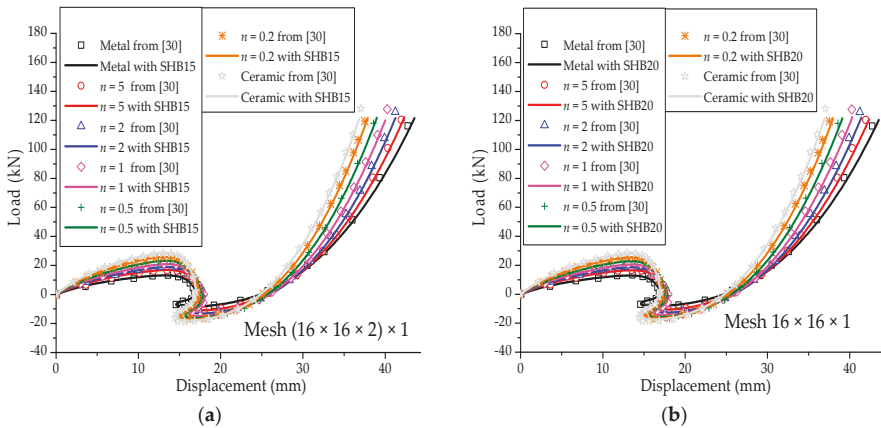 Metal from [30]
Metal with SHB15
n = 5 from [30]
n = 5 with SHB15
n = 2 from [30]
n = 2 with SHB15
n = 1 from [30]
n = 1 with SHB15
n = 0.5 from [30]
n = 0.5 with SHB15
n = 0.2 from [30]
n = 0.2 with SHB15
Ceramic from [30]
Ceramic with SHB15
Load (kN)
200
180
160
140
120
100
80
60
40
20
0
-20
-40
0
10
20
30
40
Mesh (16 × 16 × 2) × 1
Displacement (mm)
(a)
Metal from [30]
Metal with SHB20
n = 5 from [30]
n = 5 with SHB20
n = 2 from [30]
n = 2 with SHB20
n = 1 from [30]
n = 1 with SHB20
n = 0.5 from [30]
n = 0.5 with SHB20
n = 0.2 from [30]
n = 0.2 with SHB20
Ceramic from [30]
Ceramic with SHB20
Load (kN)
200
180
160
140
120
100
80
60
40
20
0
-20
-40
0
10
20
30
40
Mesh 16 × 16 × 1
Displacement (mm)
(b)